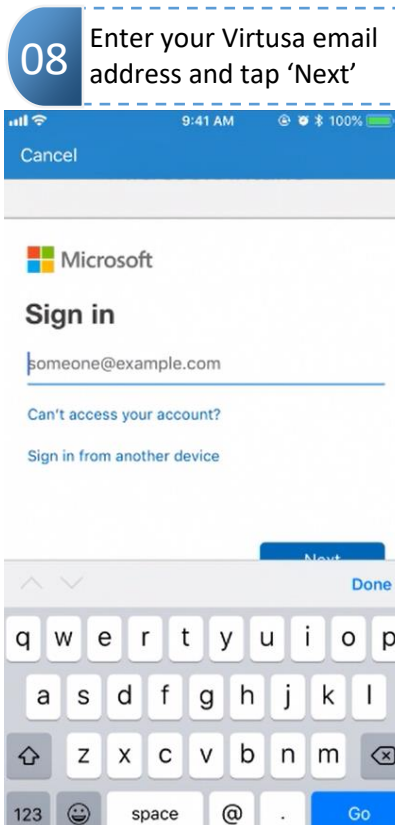 08
Enter your Virtusa email
address and tap ‘Next’
9:41 AM 100%
Cancel
Microsoft
Sign in
someone@example.com
Can't access your account?
Sign in from another device
Next
Done
q w e r t y u i o p
a s d f g h j k l
z x c v b n m
123 space @ . Go